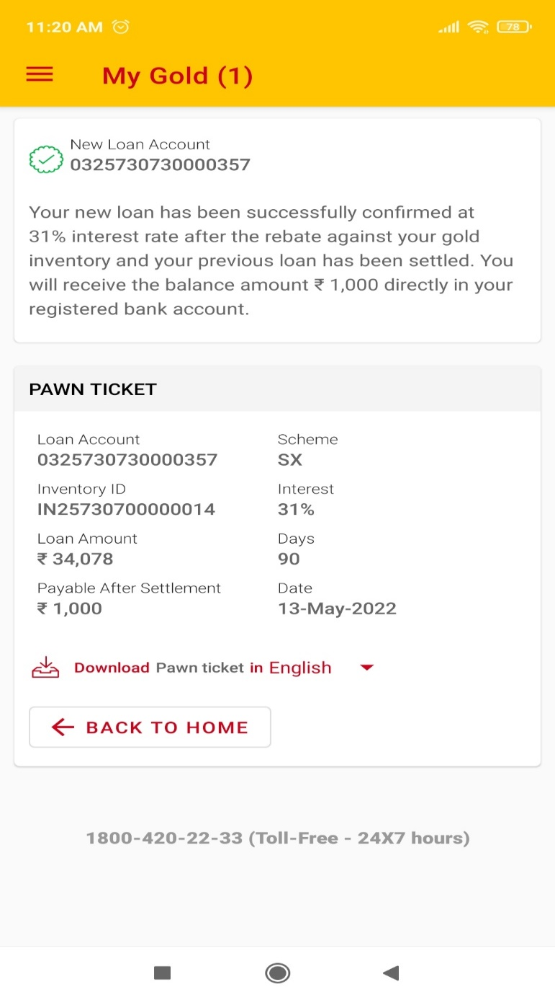 11:20 AM
78
My Gold (1)
New Loan Account
0325730730000357
Your new loan has been successfully confirmed at
31% interest rate after the rebate against your gold
inventory and your previous loan has been settled. You
will receive the balance amount ₹ 1,000 directly in your
registered bank account.
PAWN TICKET
Loan Account Scheme
0325730730000357 SX
Inventory ID Interest
IN25730700000014 31%
Loan Amount Days
₹ 34,078 90
Payable After Settlement Date
₹ 1,000 13-May-2022
Download Pawn ticket in English
BACK TO HOME
1800-420-22-33 (Toll-Free - 24X7 hours)